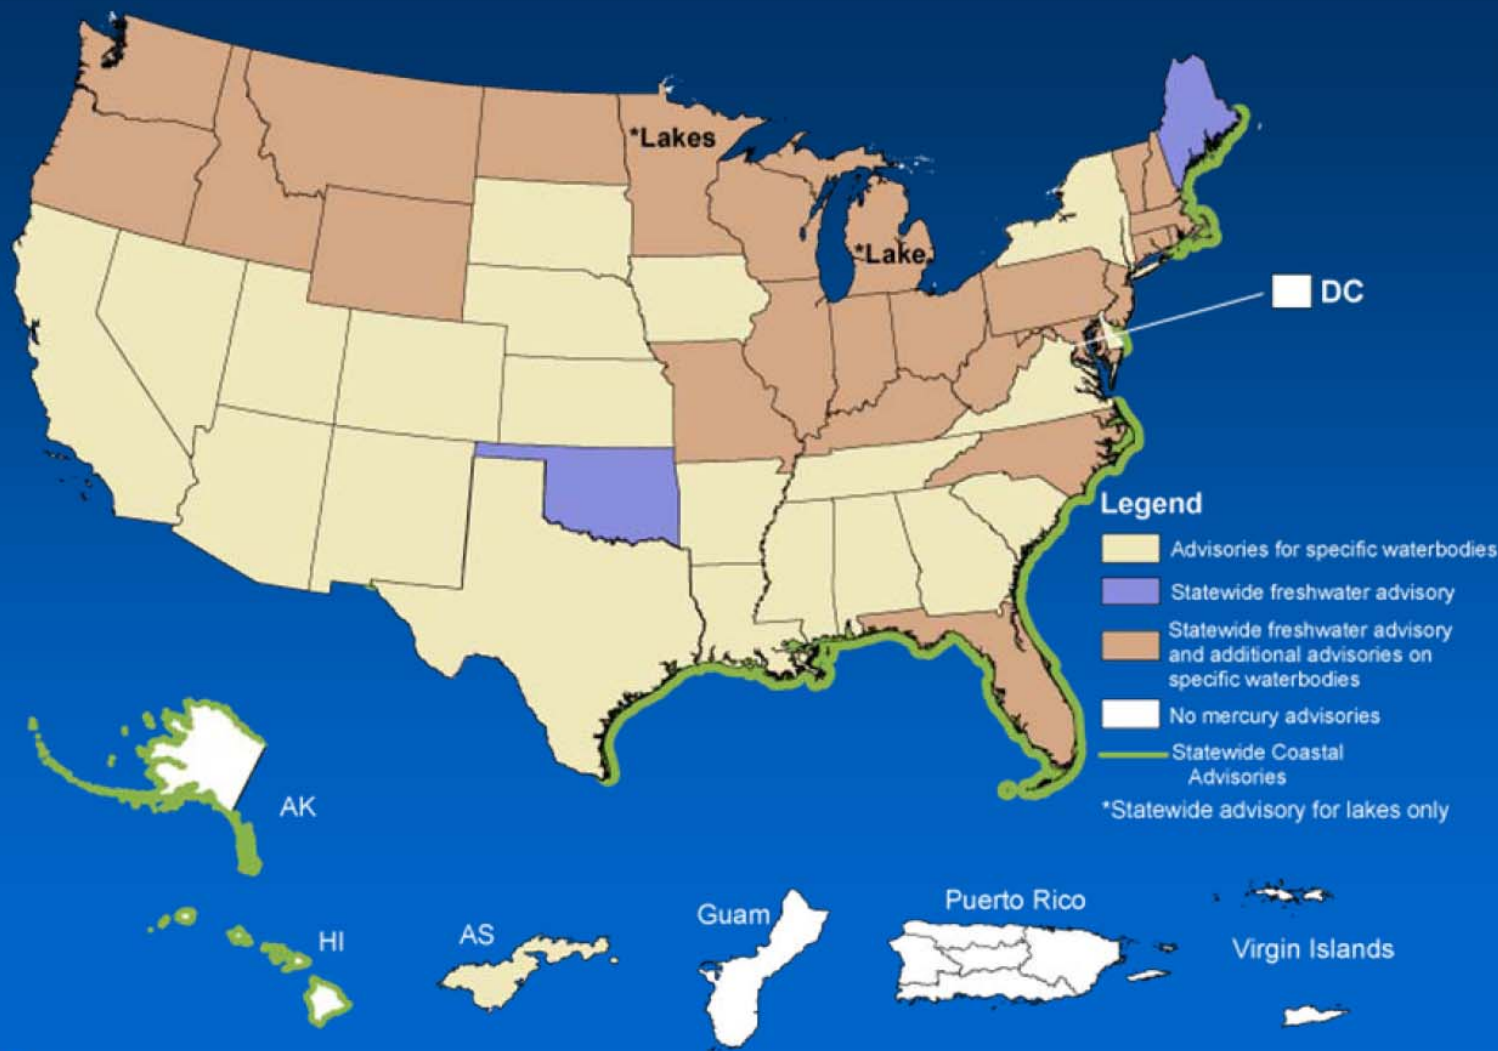 *Lakes
*Lake
DC
Legend
Advisories for specific waterbodies
Statewide freshwater advisory
Statewide freshwater advisory
and additional advisories on
specific waterbodies
No mercury advisories
Statewide Coastal
Advisories
*Statewide advisory for lakes only
AK
HI
AS
Guam
Puerto Rico
Virgin Islands